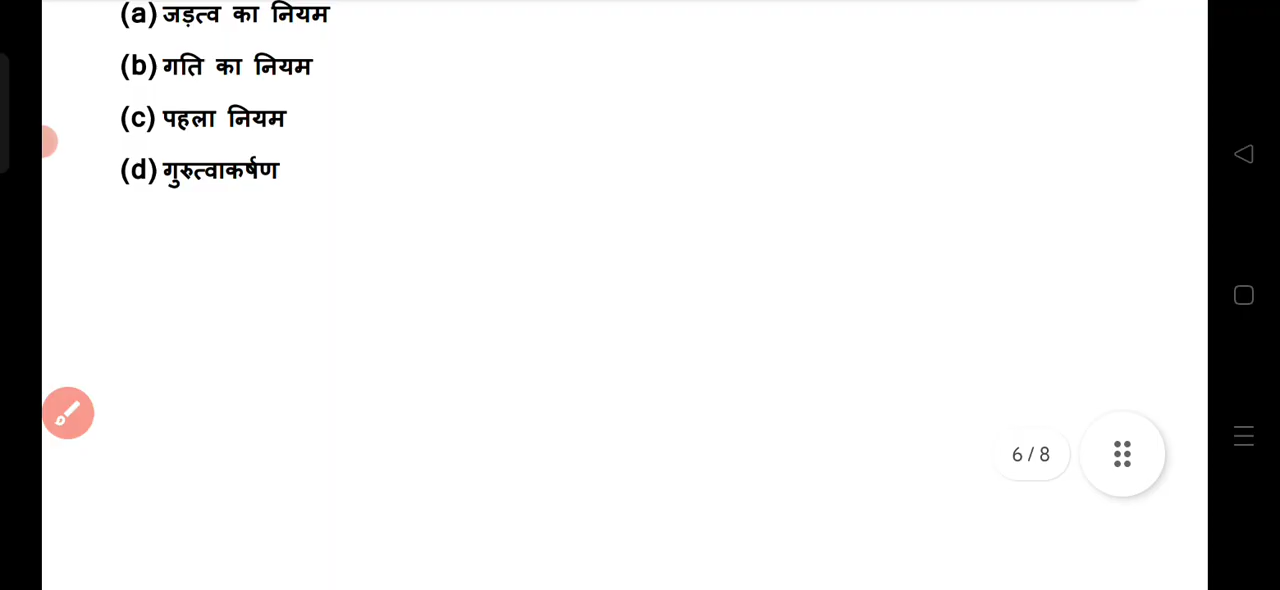 (a) जड़त्व का नियम
(b) गति का नियम
(c) पहला नियम
(d) गुरुत्वाकर्षण
6 / 8